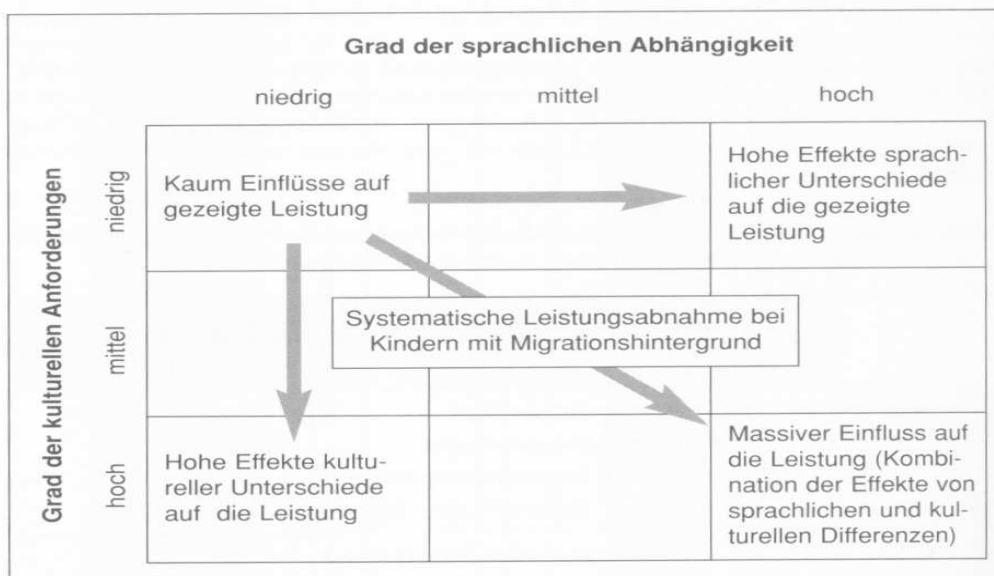 Grad der sprachlichen Abhängigkeit
niedrig
mittel
hoch
Grad der kulturellen Anforderungen
niedrig
Kaum Einflüsse auf
gezeigte Leistung
Hohe Effekte sprach-
licher Unterschiede
auf die gezeigte
Leistung
mittel
Systematische Leistungsabnahme bei
Kindern mit Migrationshintergrund
hoch
Hohe Effekte kultu-
reller Unterschiede
auf die Leistung
Massiver Einfluss auf
die Leistung (Kombi-
nation der Effekte von
sprachlichen und kul-
turellen Differenzen)